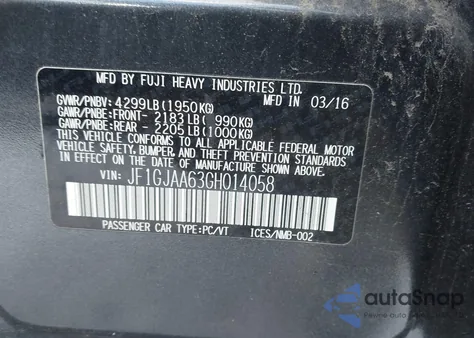 MFD BY FUJI HEAVY INDUSTRIES LTD.
GVWR/PNBV: 4299LB(1950KG) IN 03/16
GAWR/PNBE:FRONT- 2183LB( 990KG)
GAWR/PNBE:REAR - 2205LB(1000KG)
THIS VEHICLE CONFORMS TO ALL APPLICABLE FEDERAL MOTOR
VEHICLE SAFETY, BUMPER, AND THEFT PREVENTION STANDARDS
IN EFFECT ON THE DATE OF MANUFACTURE SHOWN ABOVE.
VIN: JF1GJAA63GH014058
PASSENGER CAR TYPE:PC/VT ICES/NMB-002
autoSnap